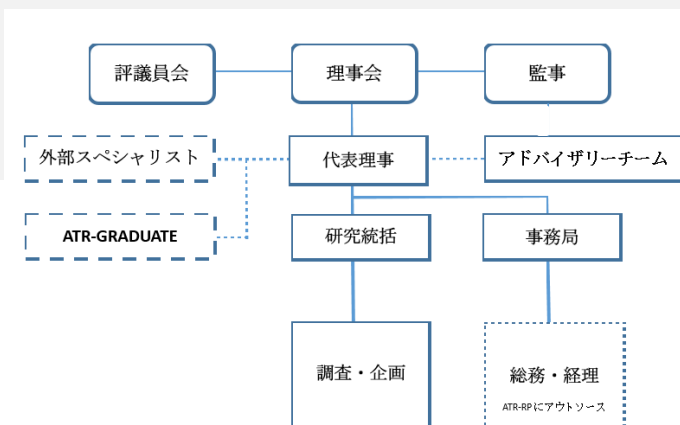 評議員会
理事会
監事
外部スペシャリスト
代表理事
アドバイザリーチーム
ATR-GRADUATE
研究統括
事務局
調査・企画
総務・経理
ATR-RPにアウトソース